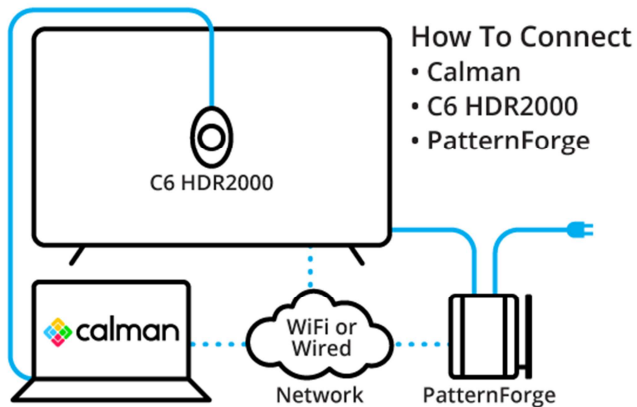 How To Connect
• Calman
• C6 HDR2000
• PatternForge
C6 HDR2000
calman
WiFi or
Wired
Network
PatternForge